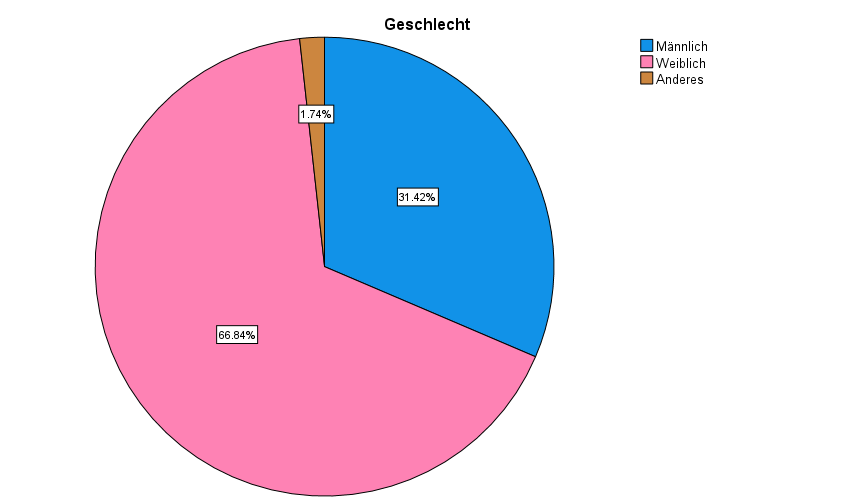 Geschlecht
Männlich
Weiblich
Anderes
1.74%
31.42%
66.84%